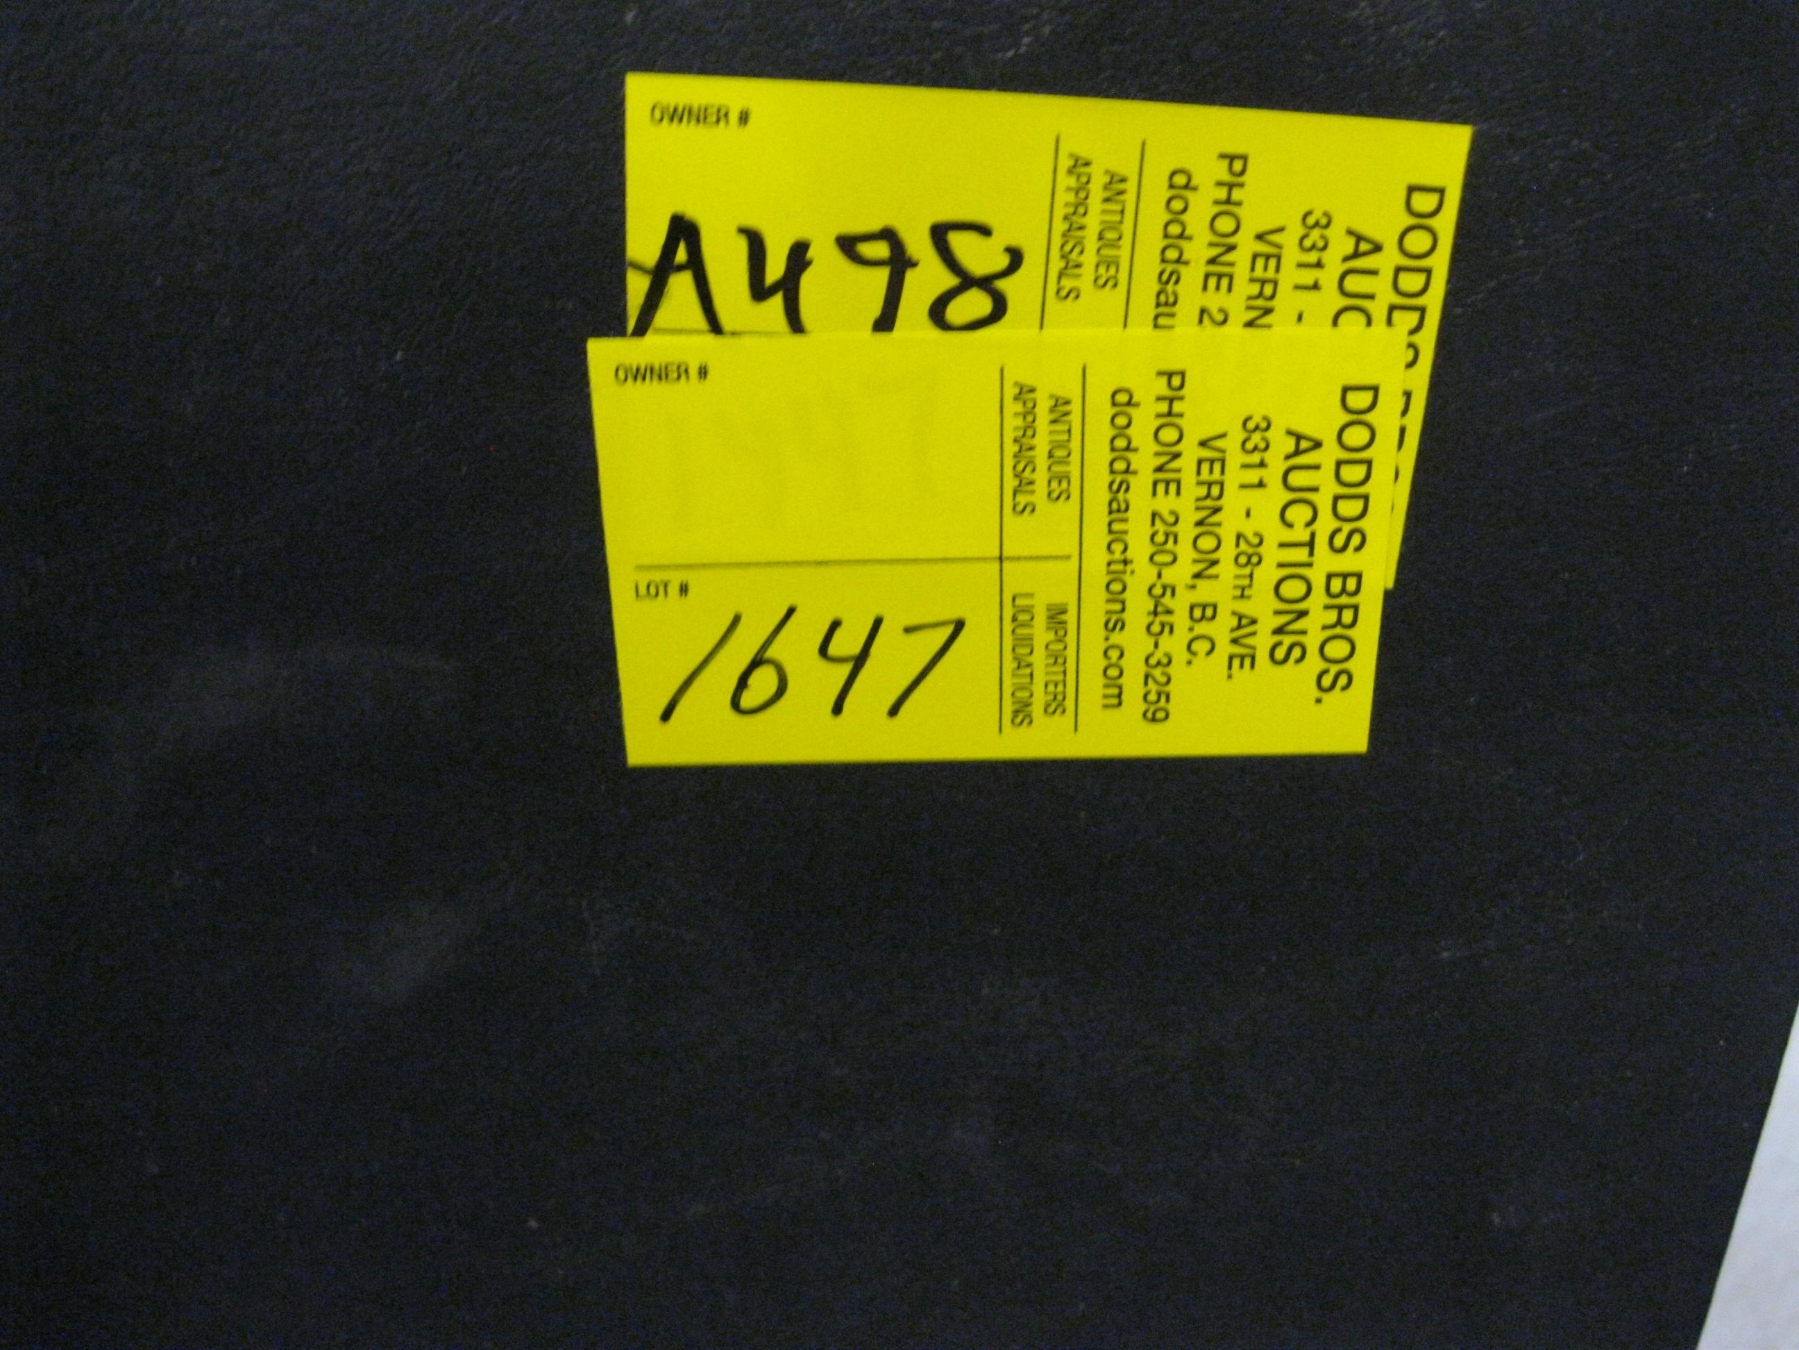 OWNER #
A498
ANTIQUES
APPRAISALS
DODDS
AUC
3311 -
VERN
PHONE 2
doddsau
OWNER #
LOT #
1647
DODDS BROS.
AUCTIONS
3311 - 28TH AVE.
VERNON, B.C.
PHONE 250-545-3259
doddsauctions.com
ANTIQUES IMPORTERS
APPRAISALS LIQUIDATIONS